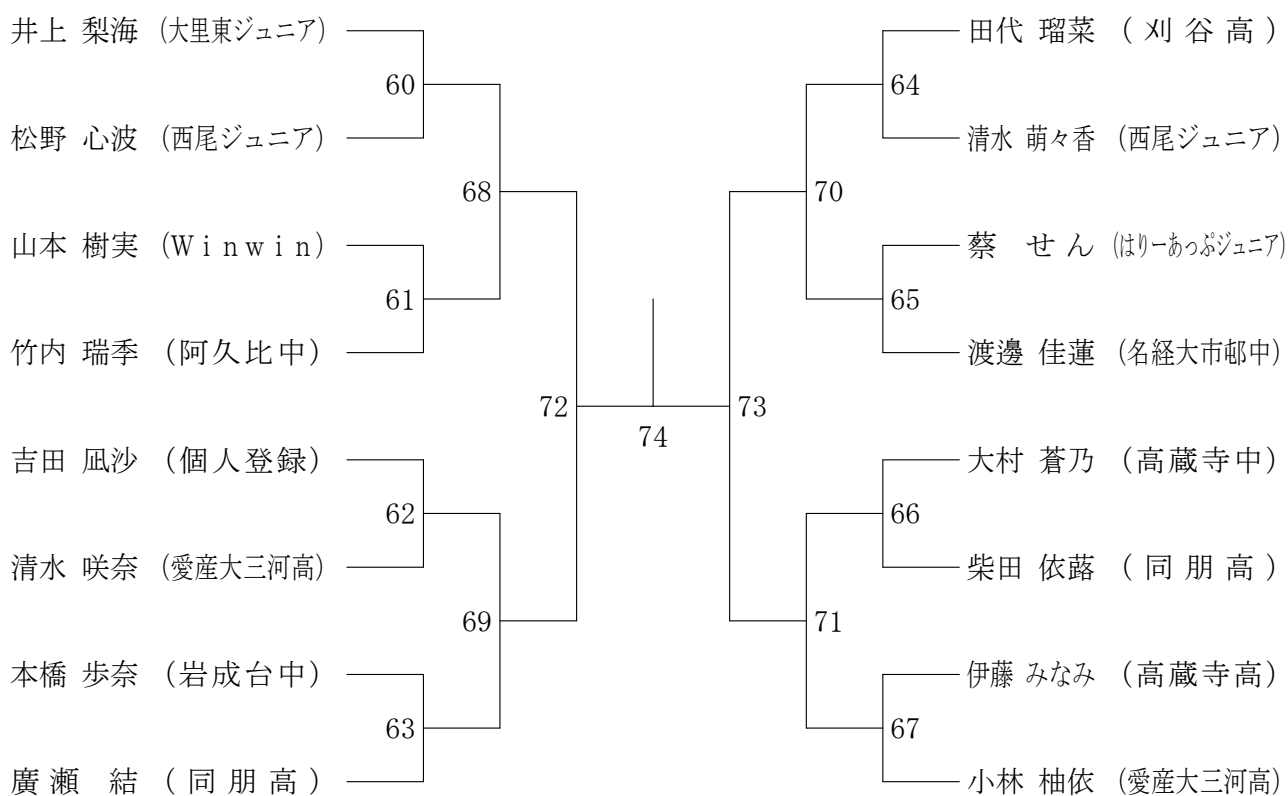 井上 梨海 (大里東ジュニア)
60
松野 心波 (西尾ジュニア)
68
山本 樹実 (Winwin)
61
竹内 瑞季 (阿久比中)
72
吉田 凪沙 (個人登録)
62
清水 咲奈 (愛産大三河高)
69
本橋 歩奈 (岩成台中)
63
廣瀬 結 (同朋高)
74
田代 瑠菜 (刈谷高)
64
清水 萌々香 (西尾ジュニア)
70
蔡 せん (はりーあっぷジュニア)
65
渡邊 佳蓮 (名経大市邨中)
73
大村 蒼乃 (高蔵寺中)
66
柴田 依蕗 (同朋高)
71
伊藤 みなみ (高蔵寺高)
67
小林 柚依 (愛産大三河高)